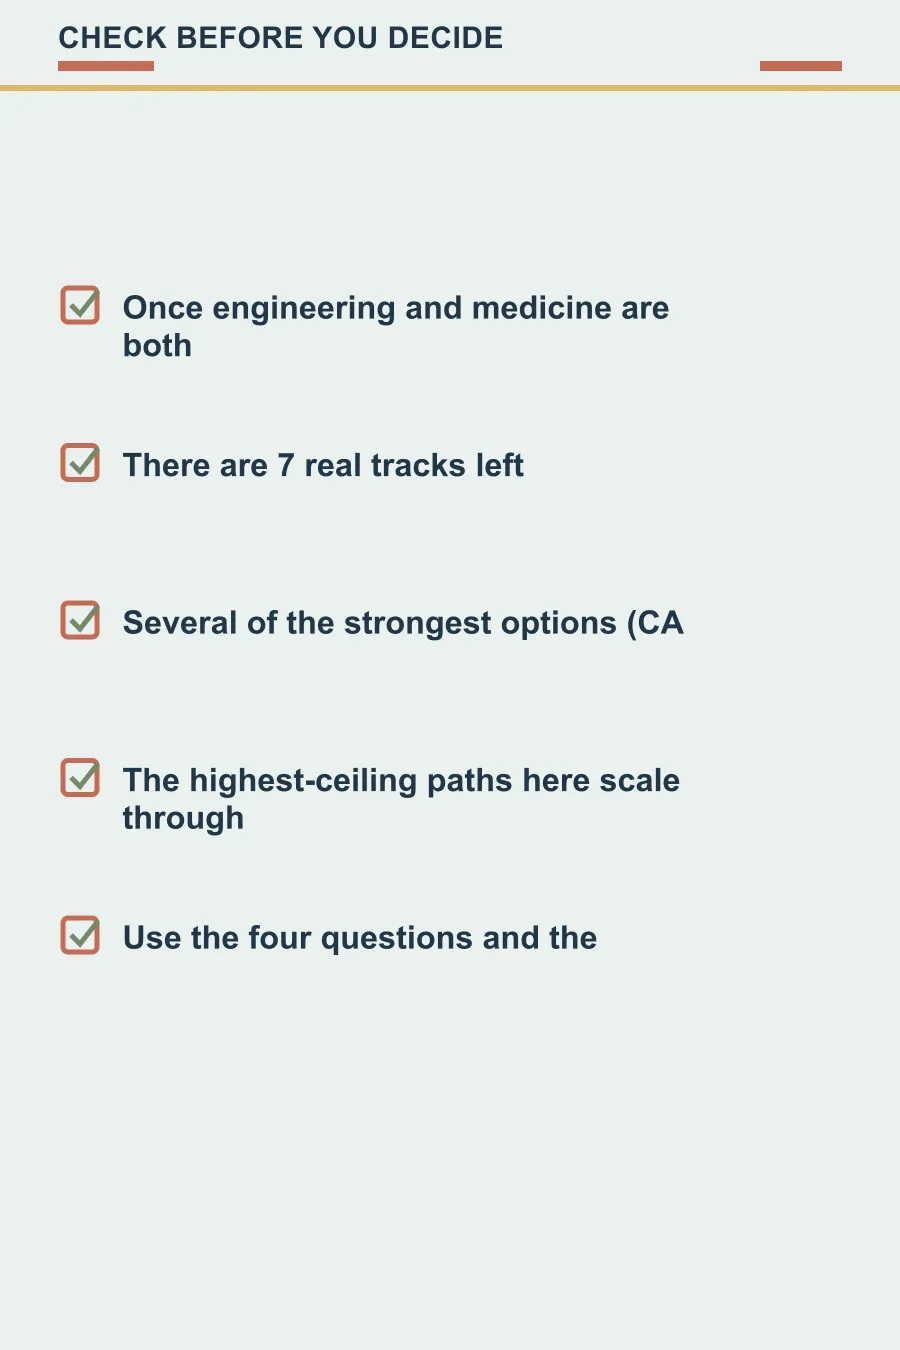 CHECK BEFORE YOU DECIDE
Once engineering and medicine are
both
There are 7 real tracks left
Several of the strongest options (CA
The highest-ceiling paths here scale
through
Use the four questions and the